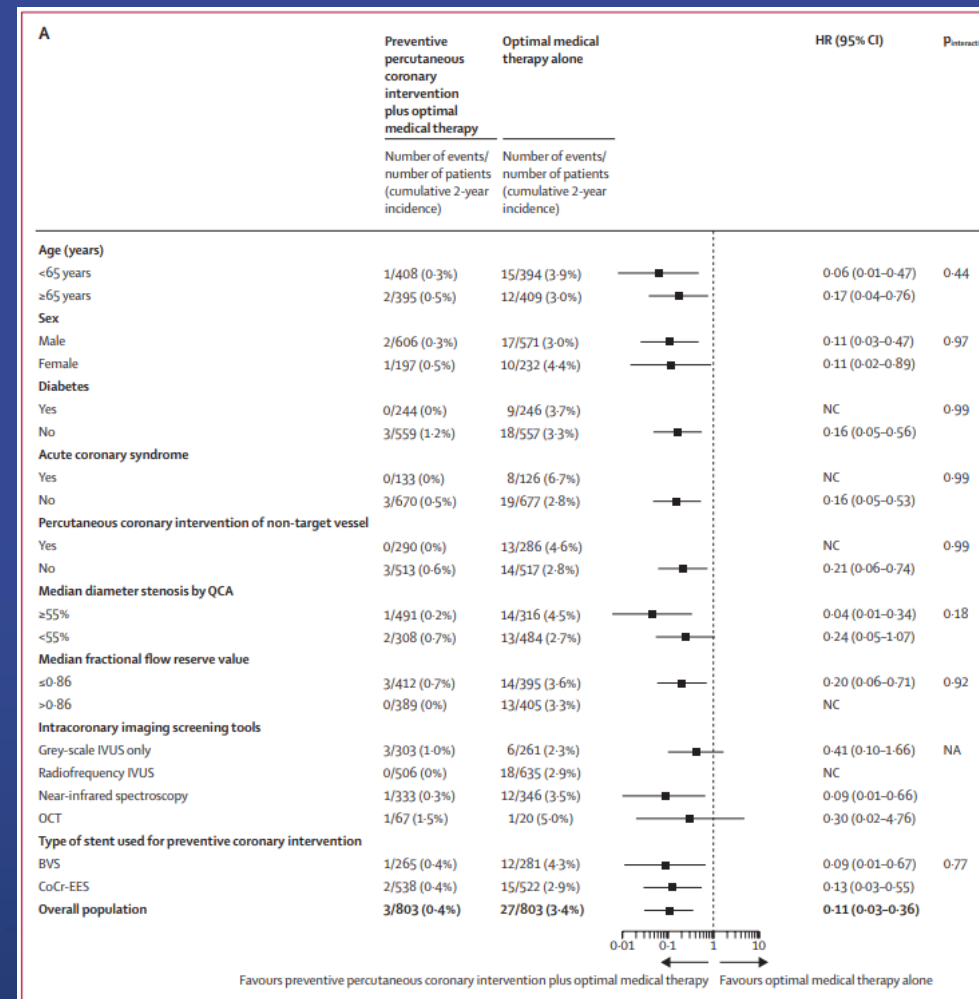 A
Preventive percutaneous coronary intervention plus optimal medical therapy
Optimal medical therapy alone
HR (95% CI)
Number of events/ number of patients (cumulative 2-year incidence)
Number of events/ number of patients (cumulative 2-year incidence)
Age (years)
<65 years 1/408 (0·3%) 15/394 (3·9%) 0·06 (0·01–0·47) 0·44
≥65 years 2/395 (0·5%) 12/409 (3·0%) 0·17 (0·04–0·76)
Sex
Male 2/606 (0·3%) 17/571 (3·0%) 0·11 (0·03–0·47) 0·97
Female 1/197 (0·5%) 10/232 (4·4%) 0·11 (0·02–0·89)
Diabetes
Yes 0/244 (0%) 9/246 (3·7%) NC 0·99
No 3/559 (1·2%) 18/557 (3·3%) 0·16 (0·05–0·56)
Acute coronary syndrome
Yes 0/133 (0%) 8/126 (6·7%) NC 0·99
No 3/670 (0·5%) 19/677 (2·8%) 0·16 (0·05–0·53)
Percutaneous coronary intervention of non-target vessel
Yes 0/290 (0%) 13/286 (4·6%) NC 0·99
No 3/513 (0·6%) 14/517 (2·8%) 0·21 (0·06–0·74)
Median diameter stenosis by QCA
≥55% 1/491 (0·2%) 14/316 (4·5%) 0·04 (0·01–0·34) 0·18
<55% 2/308 (0·7%) 13/484 (2·7%) 0·24 (0·05–1·07)
Median fractional flow reserve value
≤0·86 3/412 (0·7%) 14/395 (3·6%) 0·20 (0·06–0·71) 0·92
>0·86 0/389 (0%) 13/405 (3·3%) NC
Intracoronary imaging screening tools
Grey-scale IVUS only 3/303 (1·0%) 6/261 (2·3%) 0·41 (0·10–1·66) NA
Radiofrequency IVUS 0/506 (0%) 18/635 (2·9%) NC
Near-infrared spectroscopy 1/333 (0·3%) 12/346 (3·5%) 0·09 (0·01–0·66)
OCT 1/67 (1·5%) 1/20 (5·0%) 0·30 (0·02–4·76)
Type of stent used for preventive coronary intervention
BVS 1/265 (0·4%) 12/281 (4·3%) 0·09 (0·01–0·67) 0·77
CoCr-EES 2/538 (0·4%) 15/522 (2·9%) 0·13 (0·03–0·55)
Overall population 3/803 (0·4%) 27/803 (3·4%) 0·11 (0·03–0·36)
0·01 0·1 1 10
Favours preventive percutaneous coronary intervention plus optimal medical therapy Favours optimal medical therapy alone